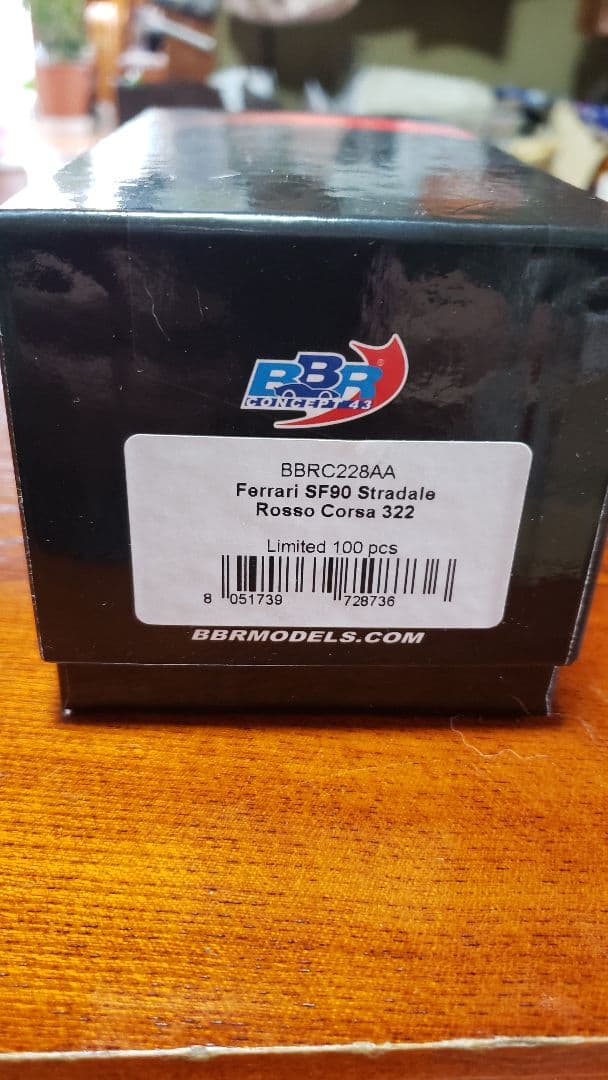 BBR®
CONCEPT 43
BBRC228AA
Ferrari SF90 Stradale
Rosso Corsa 322
Limited 100 pcs
8 051739 728736
BBRMODELS.COM